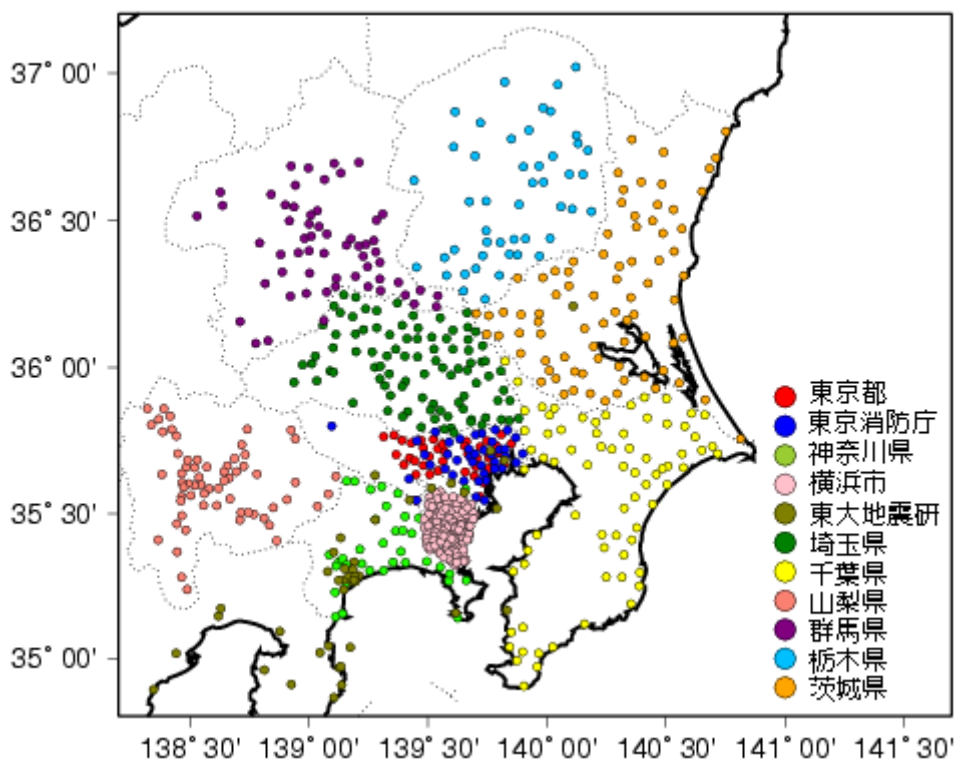 37° 00'
36° 30'
36° 00'
35° 30'
35° 00'
東京都
東京消防庁
神奈川県
横浜市
東大地震研
埼玉県
千葉県
山梨県
群馬県
栃木県
茨城県
138° 30' 139° 00' 139° 30' 140° 00' 140° 30' 141° 00' 141° 30'